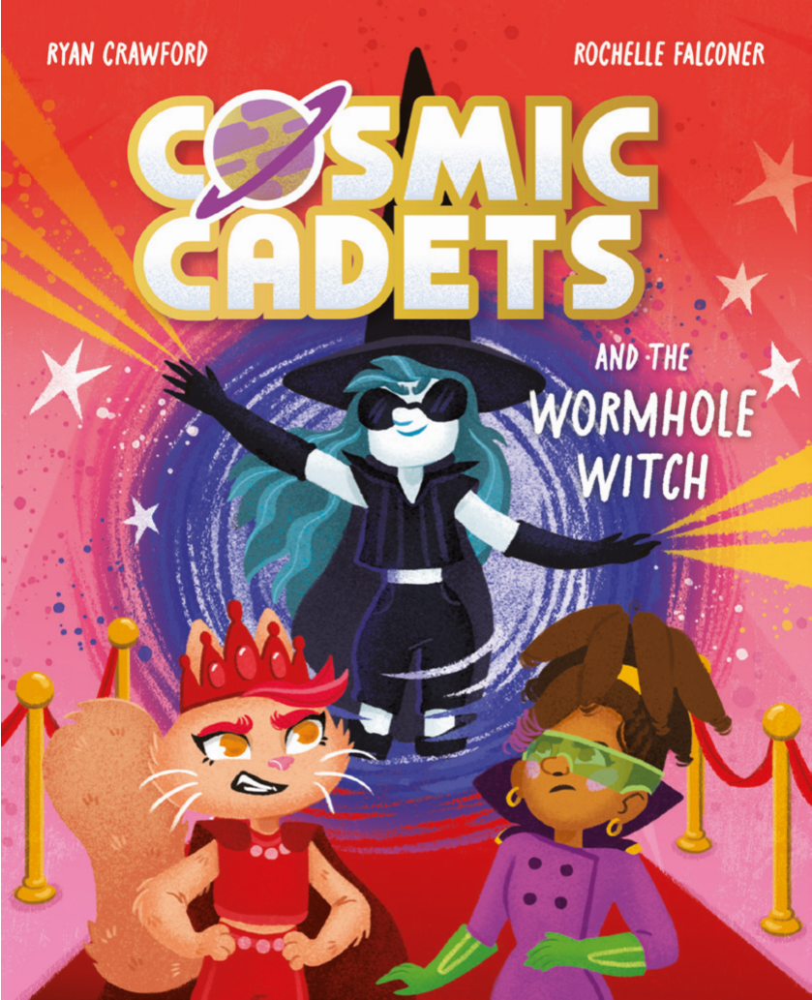 RYAN CRAWFORD
ROCHELLE FALCONER
COSMIC
CADETS
AND THE
WORMHOLE
WITCH